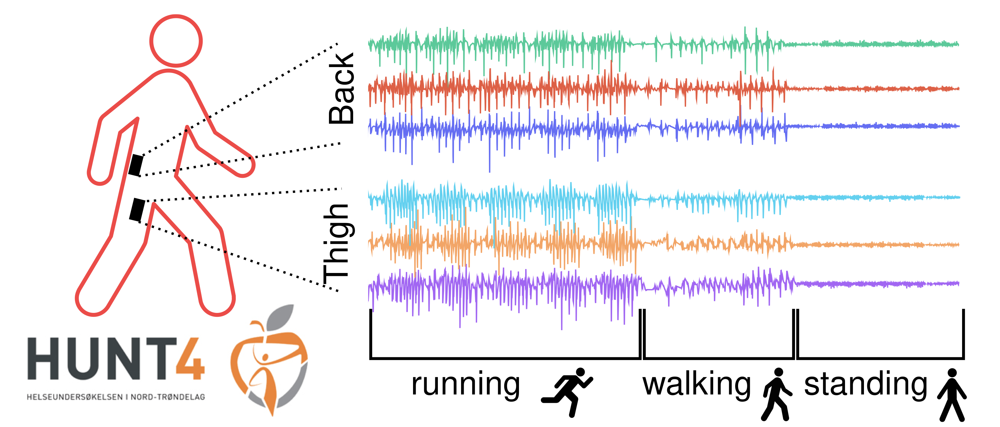 Back
Thigh
HUNT4
HELSEUNDERSØKELSEN I NORD-TRØNDELAG
running
walking
standing